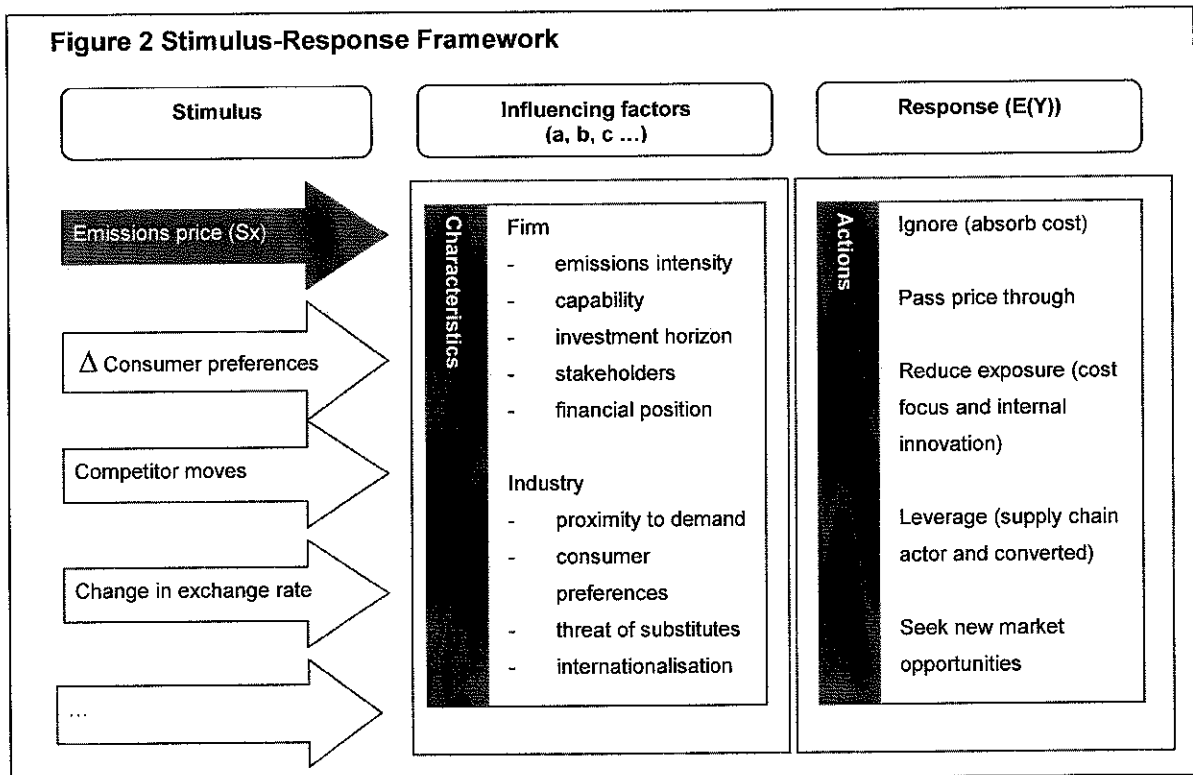 Figure 2 Stimulus-Response Framework
Stimulus
Emissions price (Sx)
Δ Consumer preferences
Competitor moves
Change in exchange rate
...
Influencing factors
(a, b, c ...)
Characteristics
Firm
- emissions intensity
- capability
- investment horizon
- stakeholders
- financial position
Industry
- proximity to demand
- consumer
preferences
- threat of substitutes
- internationalisation
Response (E(Y))
Actions
Ignore (absorb cost)
Pass price through
Reduce exposure (cost
focus and internal
innovation)
Leverage (supply chain
actor and converted)
Seek new market
opportunities